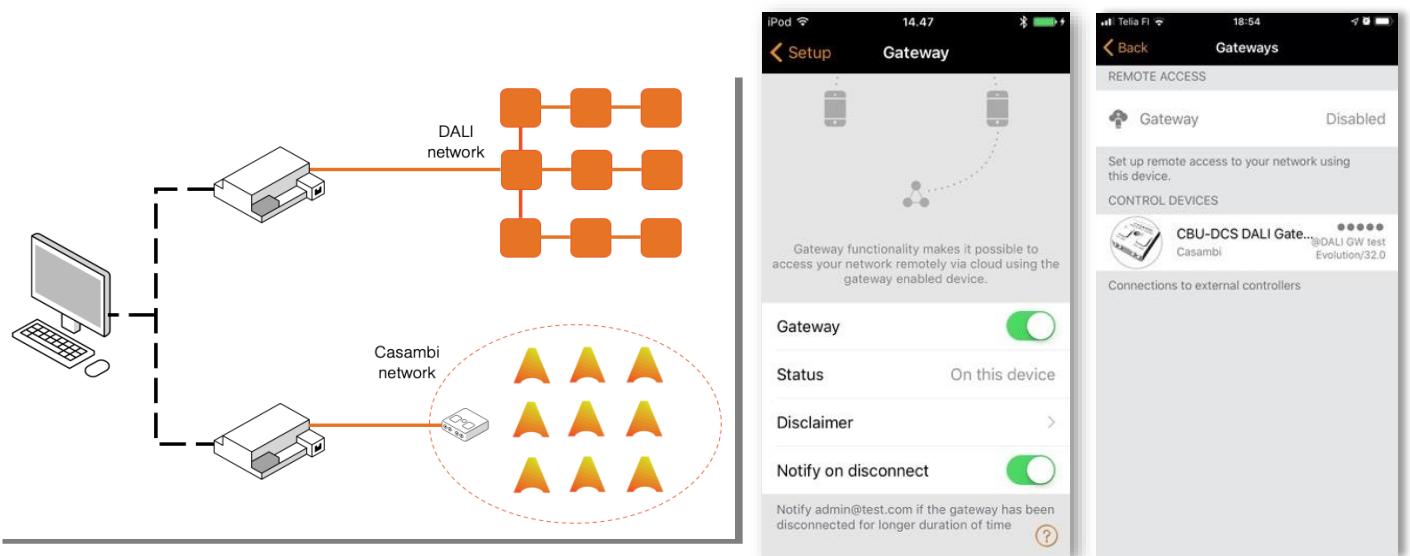 DALI
network
Casambi
network
iPod 14.47
Setup Gateway
Gateway functionality makes it possible to
access your network remotely via cloud using the
gateway enabled device.
Gateway
Status On this device
Disclaimer
Notify on disconnect
Notify admin@test.com if the gateway has been
disconnected for longer duration of time
?
Telia FI 18:54
Back Gateways
REMOTE ACCESS
Gateway Disabled
Set up remote access to your network using
this device.
CONTROL DEVICES
CBU-DCS DALI Gate...
@DALI GW test
Casambi Evolution/32.0
Connections to external controllers